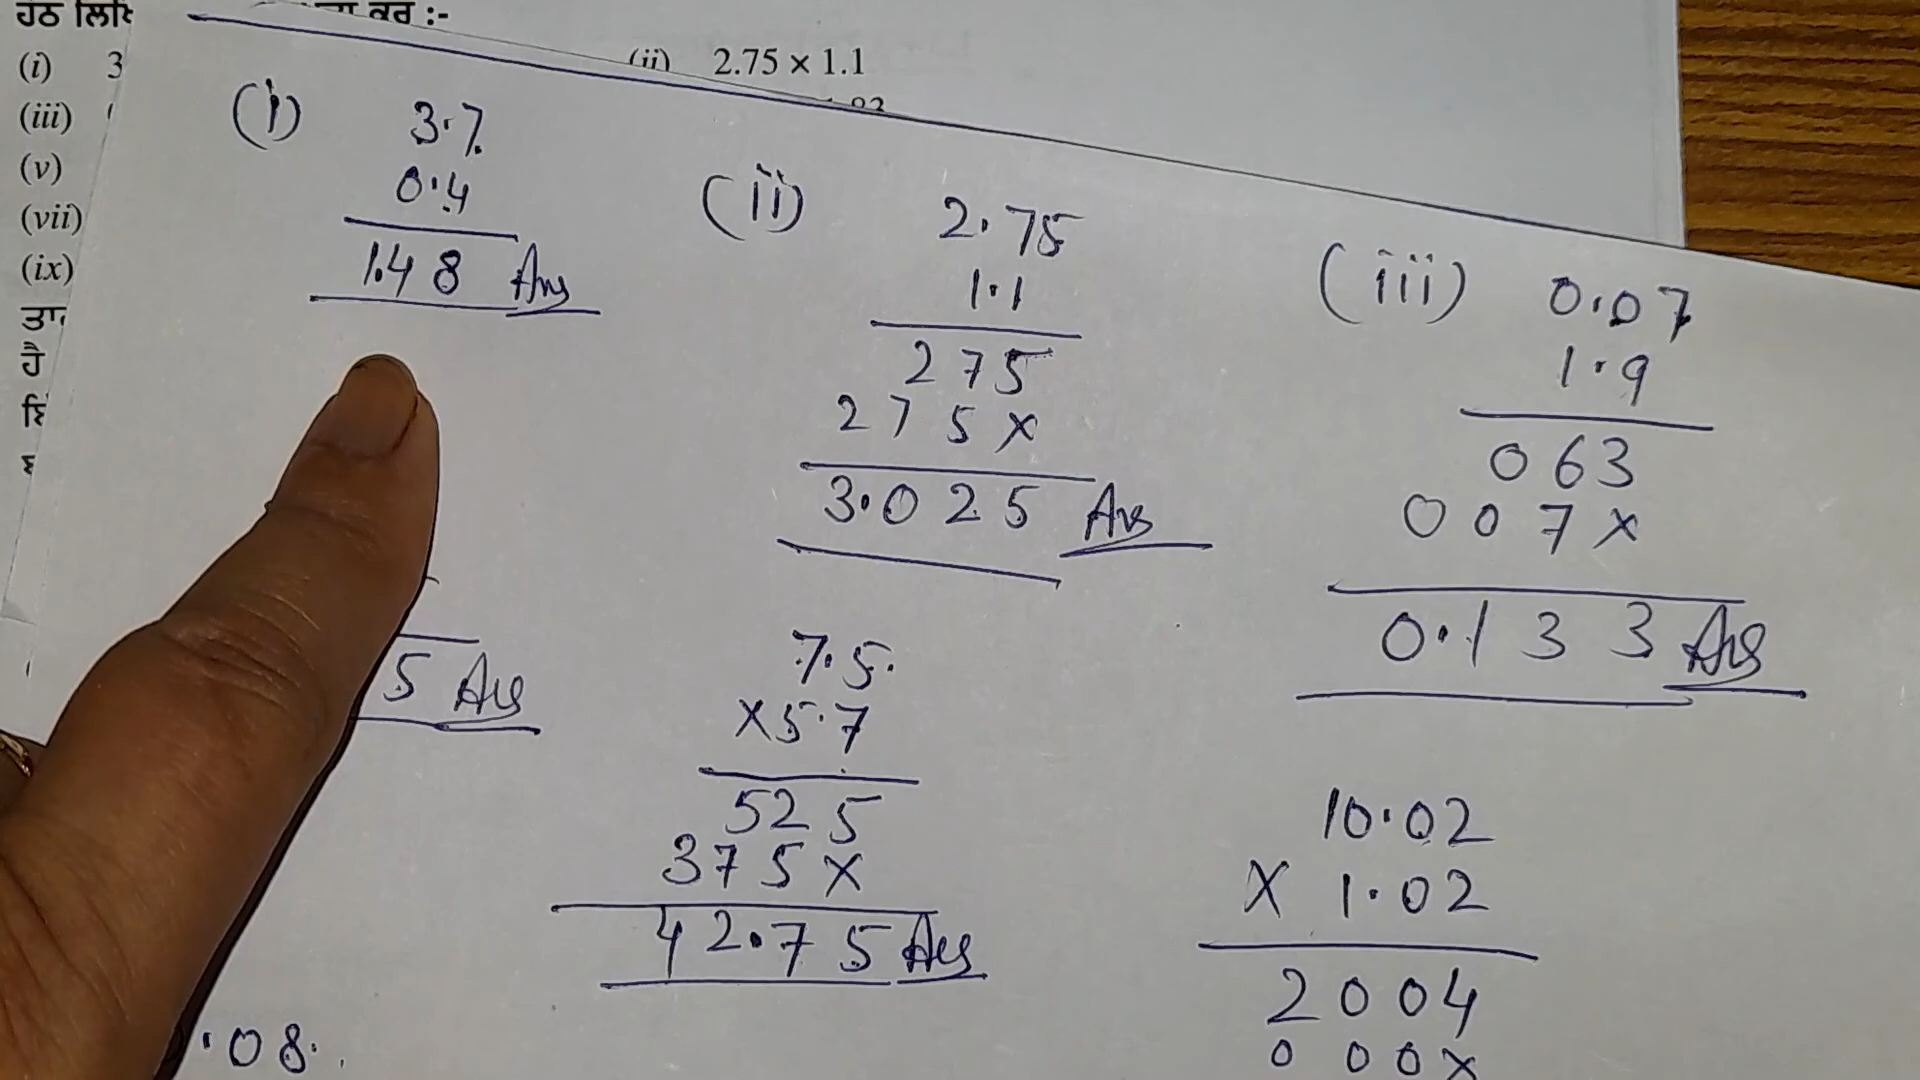 ਹੇਠ ਲਿਖਿ
ਕਰ :-
(i) 3
(ii) 2.75 × 1.1
(iii)
(v)
(vii)
(ix)
ਹੈ
(i) 3.7
0.4
1.48 Ans
(ii) 2.75
1.1
275
275×
3.025 Ans
(iii) 0.07
1.9
063
007×
0.133 Ans
5 Ans
7.5
×5.7
525
375×
42.75 Ans
10.02
× 1.02
2004
000×
.08